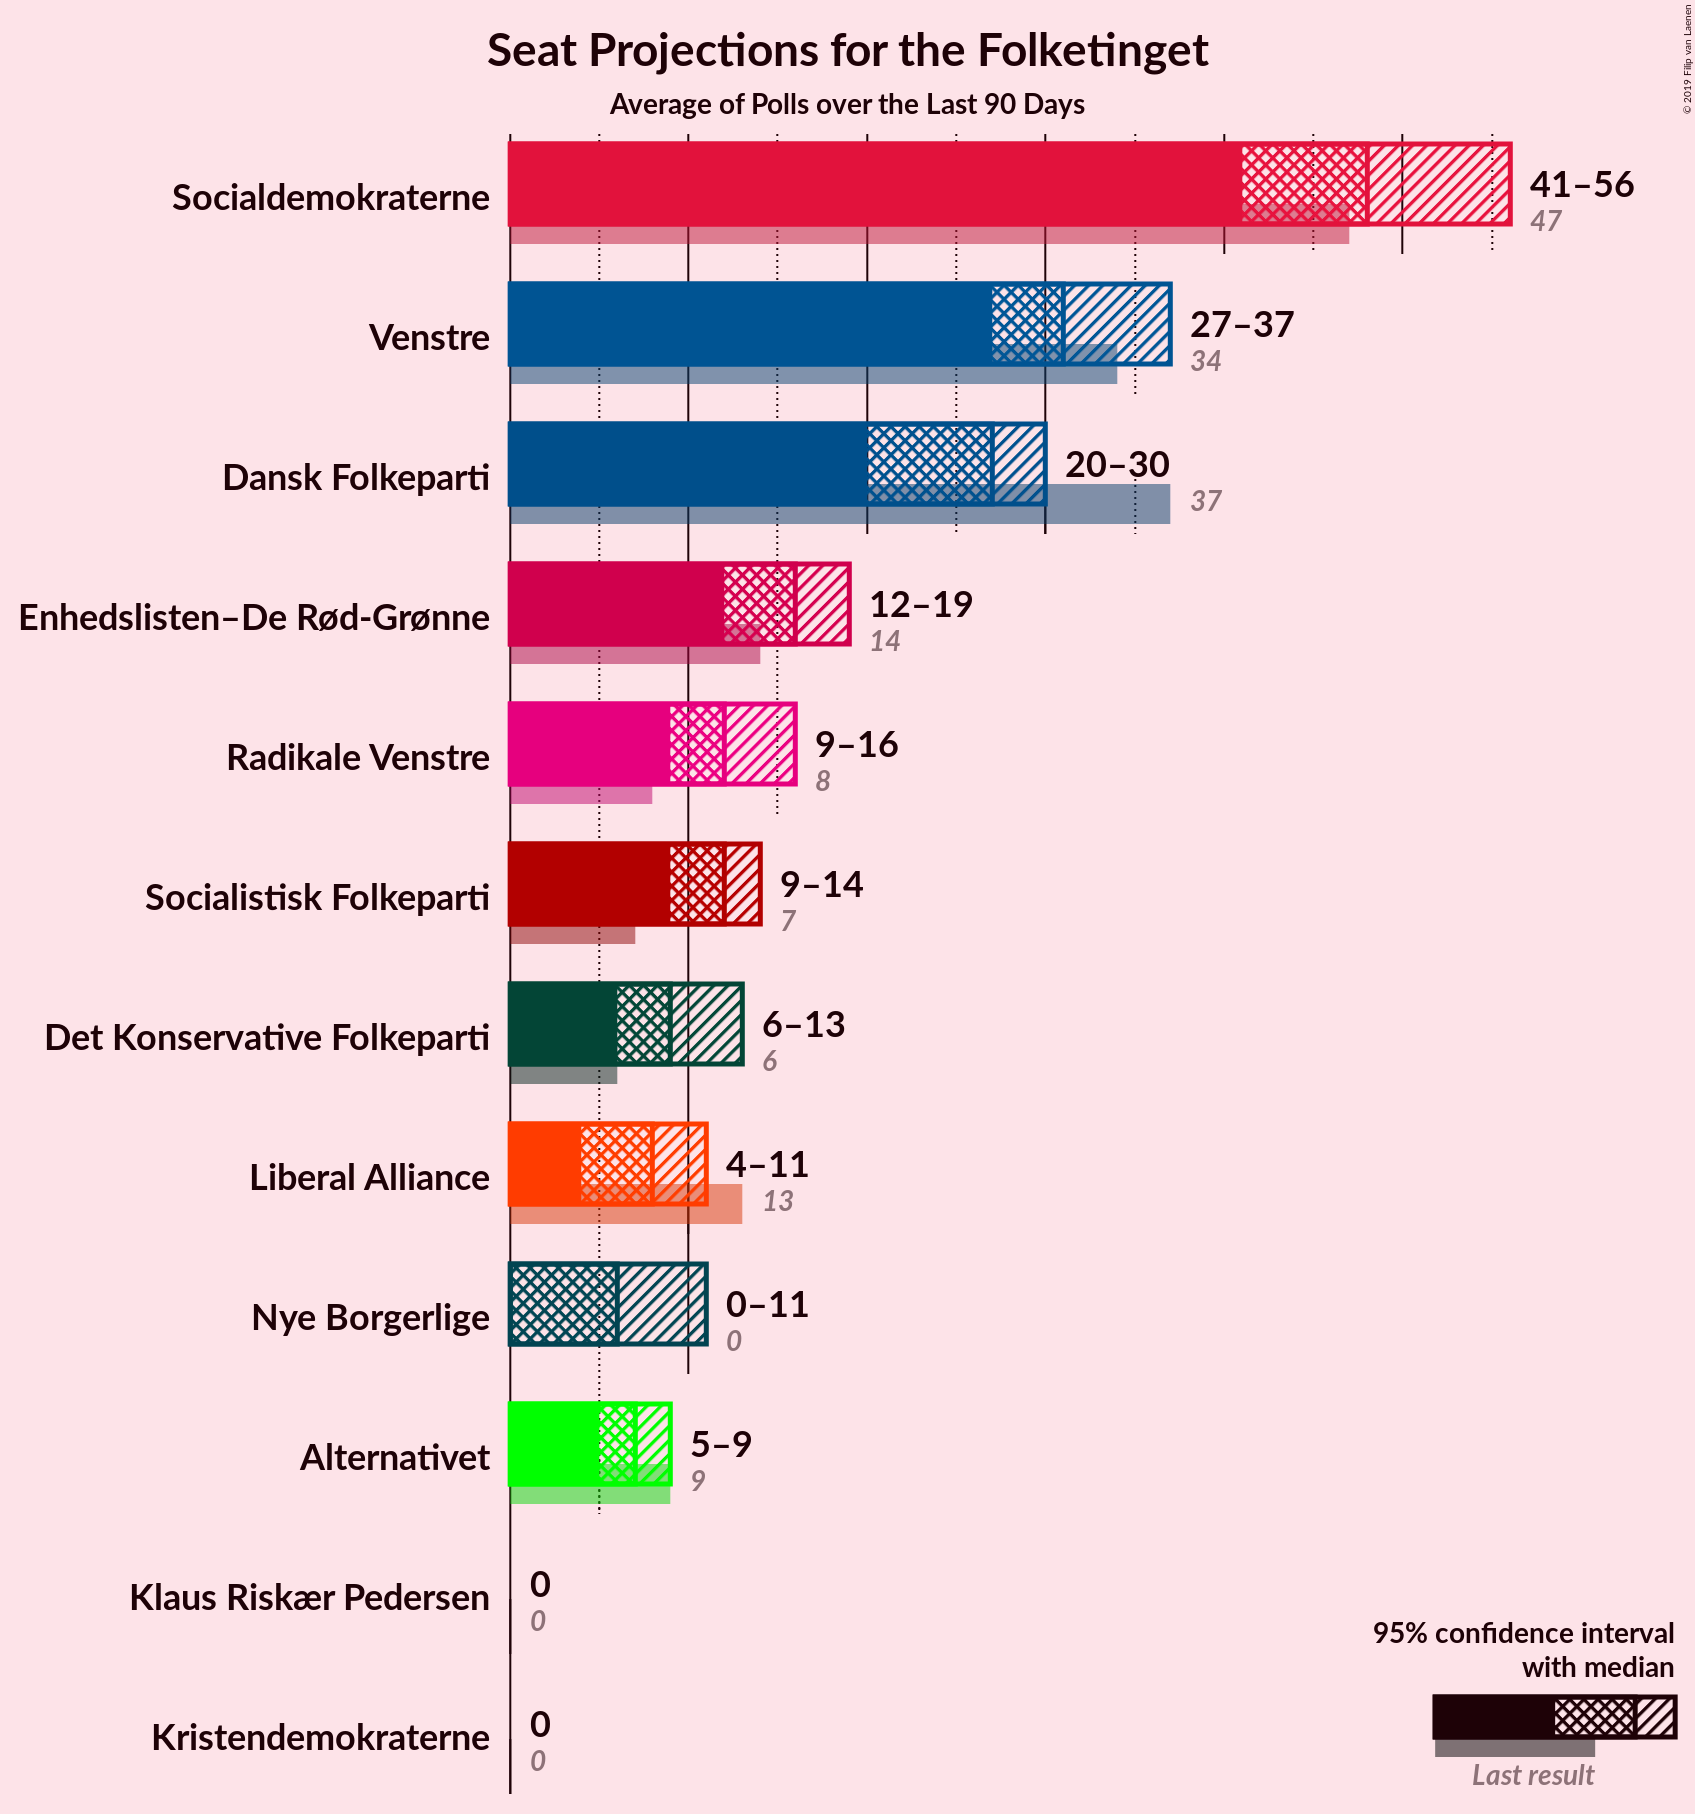 Seat Projections for the Folketinget
Average of Polls over the Last 90 Days
© 2019 Filip van Laenen
Socialdemokraterne
41–56
47
Venstre
27–37
34
Dansk Folkeparti
20–30
37
Enhedslisten–De Rød-Grønne
12–19
14
Radikale Venstre
9–16
8
Socialistisk Folkeparti
9–14
7
Det Konservative Folkeparti
6–13
6
Liberal Alliance
4–11
13
Nye Borgerlige
0–11
0
Alternativet
5–9
9
Klaus Riskær Pedersen
0
0
Kristendemokraterne
0
0
95% confidence interval
with median
Last result